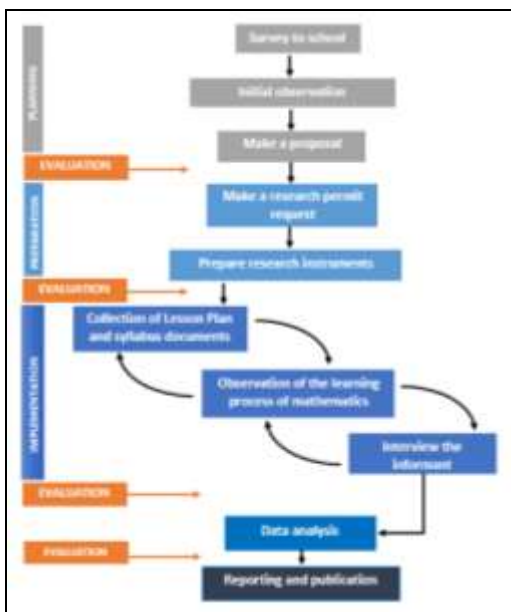 Survey to school
Initial observation
PLANNING
Make a proposal
EVALUATION
Make a research permit
request
PREPARATION
Prepare research instruments
EVALUATION
Collection of Lesson Plan
and syllabus documents
Observation of the learning
process of mathematics
IMPLEMENTATION
Interview the
informant
EVALUATION
Data analysis
EVALUATION
Reporting and publication